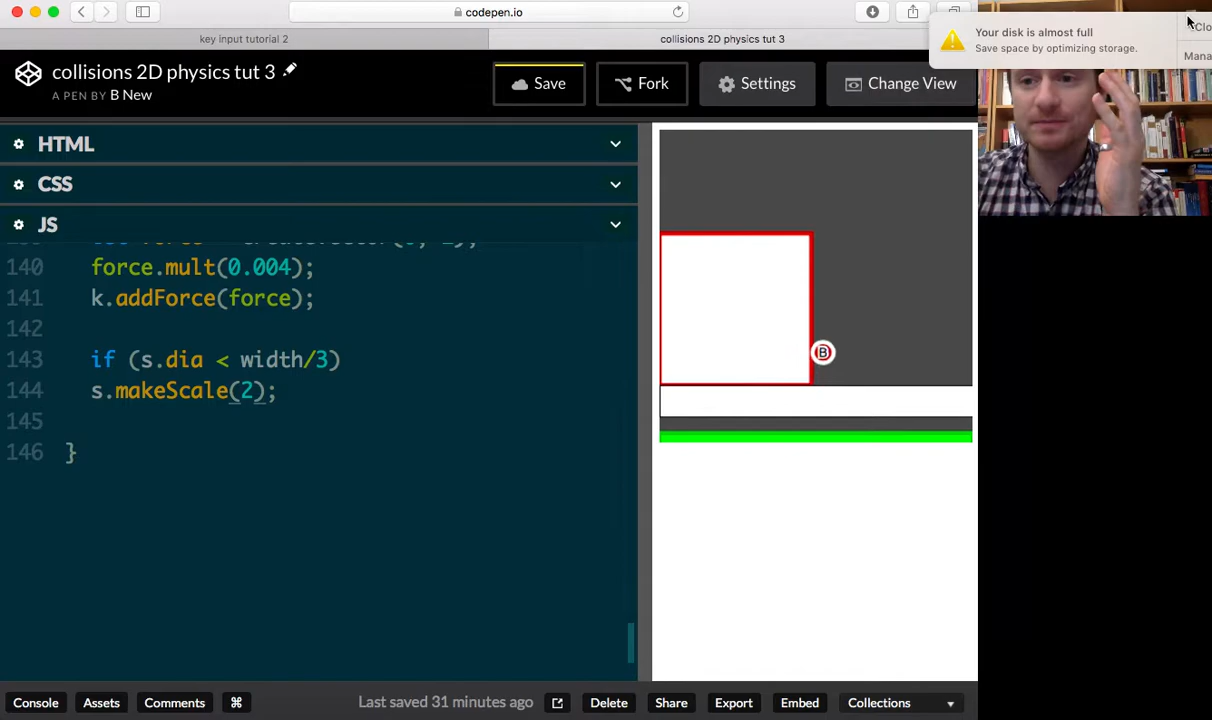 codepen.io
key input tutorial 2
collisions 2D physics tut 3
Your disk is almost full
Save space by optimizing storage.
Clo
Mana
collisions 2D physics tut 3
A PEN BY B New
Save
Fork
Settings
Change View
HTML
CSS
JS
140 force.mult(0.004);
141 k.addForce(force);
142
143 if (s.dia < width/3)
144 s.makeScale(2);
145
146 }
B
Console
Assets
Comments
⌘
Last saved 31 minutes ago
Delete
Share
Export
Embed
Collections